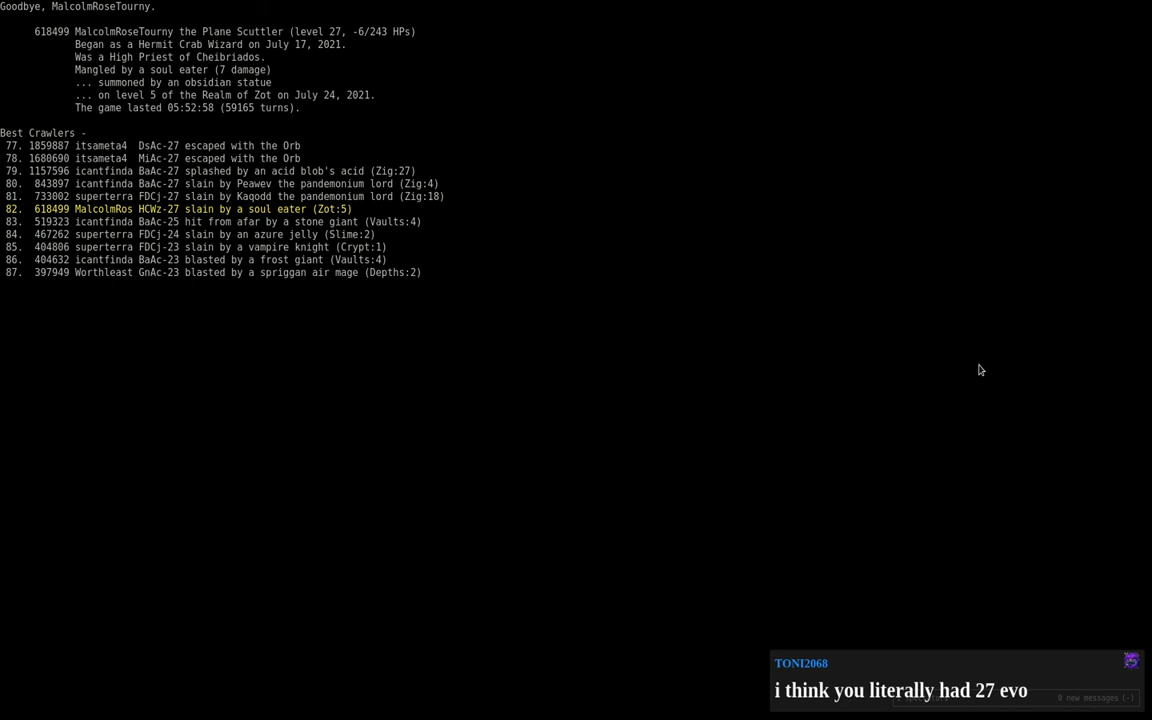 Goodbye, MalcolmRoseTourny.
618499 MalcolmRoseTourny the Plane Scuttler (level 27, -6/243 HPs)
Began as a Hermit Crab Wizard on July 17, 2021.
Was a High Priest of Cheibriados.
Mangled by a soul eater (7 damage)
... summoned by an obsidian statue
... on level 5 of the Realm of Zot on July 24, 2021.
The game lasted 05:52:58 (59165 turns).
Best Crawlers -
77. 1859887 itsameta4  DsAc-27 escaped with the Orb
78. 1680690 itsameta4  MiAc-27 escaped with the Orb
79. 1157596 icantfinda BaAc-27 splashed by an acid blob's acid (Zig:27)
80.  843897 icantfinda BaAc-27 slain by Peawev the pandemonium lord (Zig:4)
81.  733002 superterra FDCj-27 slain by Kaqodd the pandemonium lord (Zig:18)
82.  618499 MalcolmRos HCWz-27 slain by a soul eater (Zot:5)
83.  519323 icantfinda BaAc-25 hit from afar by a stone giant (Vaults:4)
84.  467262 superterra FDCj-24 slain by an azure jelly (Slime:2)
85.  404806 superterra FDCj-23 slain by a vampire knight (Crypt:1)
86.  404632 icantfinda BaAc-23 blasted by a frost giant (Vaults:4)
87.  397949 Worthleast GnAc-23 blasted by a spriggan air mage (Depths:2)
TONI2068
i think you literally had 27 evo
0 new messages (-)